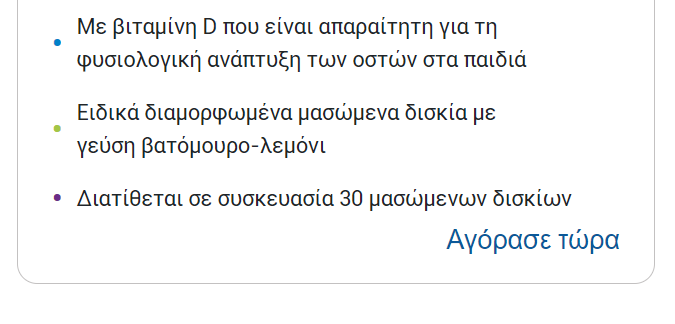 Με βιταμίνη D που είναι απαραίτητη για τη
φυσιολογική ανάπτυξη των οστών στα παιδιά
Ειδικά διαμορφωμένα μασώμενα δισκία με
γεύση βατόμουρο-λεμόνι
Διατίθεται σε συσκευασία 30 μασώμενων δισκίων
Αγόρασε τώρα